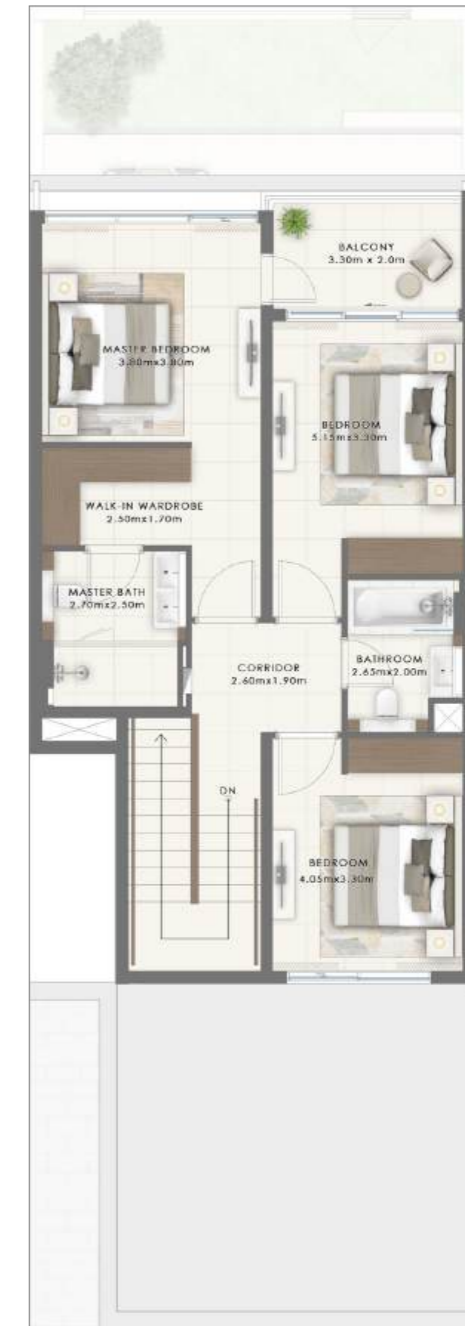 BALCONY
3.30m x 2.0m
MASTER BEDROOM
3.80mx3.80m
BEDROOM
5.15mx3.30m
WALK-IN WARDROBE
2.50mx1.70m
MASTER BATH
2.70mx2.50m
CORRIDOR
2.60mx1.90m
BATHROOM
2.65mx2.00m
DN
BEDROOM
4.05mx3.30m